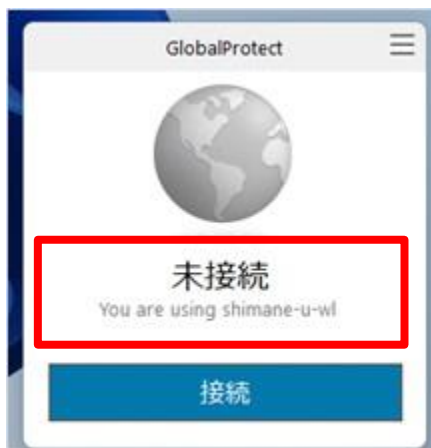 GlobalProtect
未接続
You are using shimane-u-wl
接続